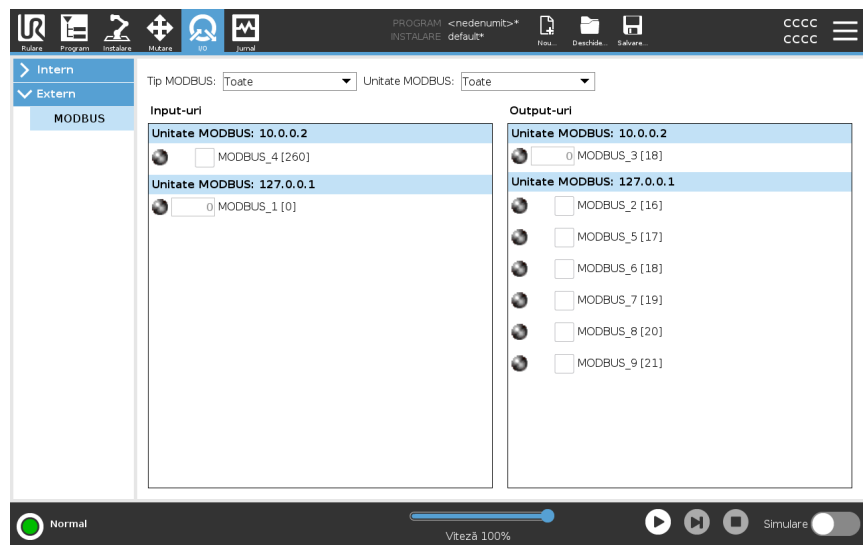 PROGRAM <nedenumit>*
INSTALARE default*
CCCC
CCCC
Rulare Program Instalare Mutare I/O Jurnal Nou... Deschide... Salvare...
Intern
Extern
MODBUS
Tip MODBUS: Toate Unitate MODBUS: Toate
Input-uri
Unitate MODBUS: 10.0.0.2
MODBUS_4 [260]
Unitate MODBUS: 127.0.0.1
0 MODBUS_1 [0]
Output-uri
Unitate MODBUS: 10.0.0.2
0 MODBUS_3 [18]
Unitate MODBUS: 127.0.0.1
MODBUS_2 [16]
MODBUS_5 [17]
MODBUS_6 [18]
MODBUS_7 [19]
MODBUS_8 [20]
MODBUS_9 [21]
Normal
Viteză 100%
Simulare